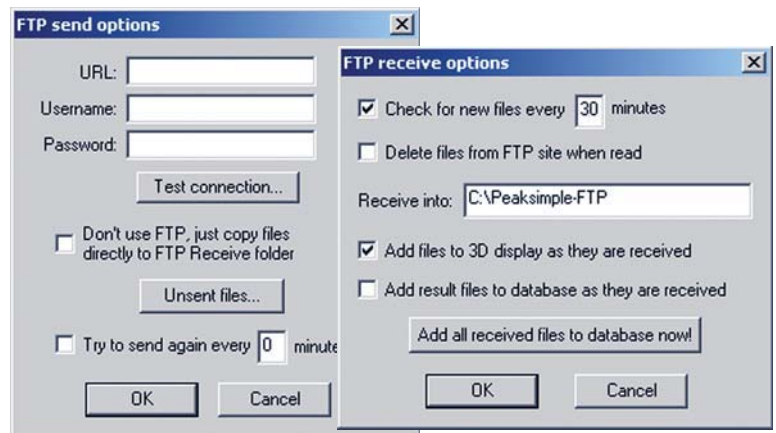 FTP send options
URL:
Username:
Password:
Test connection...
Don't use FTP, just copy files
directly to FTP Receive folder
Unsent files...
Try to send again every 0 minute
OK Cancel
FTP receive options
Check for new files every 30 minutes
Delete files from FTP site when read
Receive into: C:\Peaksimple-FTP
Add files to 3D display as they are received
Add result files to database as they are received
Add all received files to database now!
OK Cancel